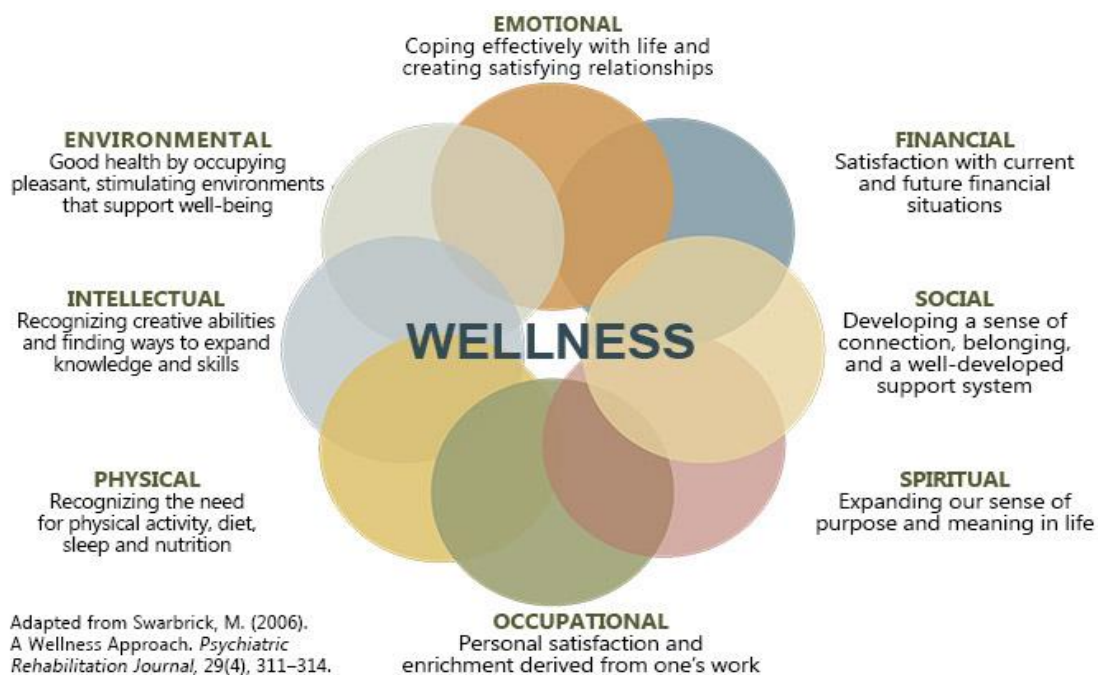 EMOTIONAL
Coping effectively with life and
creating satisfying relationships
ENVIRONMENTAL
Good health by occupying
pleasant, stimulating environments
that support well-being
FINANCIAL
Satisfaction with current
and future financial
situations
INTELLECTUAL
Recognizing creative abilities
and finding ways to expand
knowledge and skills
WELLNESS
SOCIAL
Developing a sense of
connection, belonging,
and a well-developed
support system
PHYSICAL
Recognizing the need
for physical activity, diet,
sleep and nutrition
SPIRITUAL
Expanding our sense of
purpose and meaning in life
OCCUPATIONAL
Personal satisfaction and
enrichment derived from one's work
Adapted from Swarbrick, M. (2006).
A Wellness Approach. Psychiatric
Rehabilitation Journal, 29(4), 311–314.